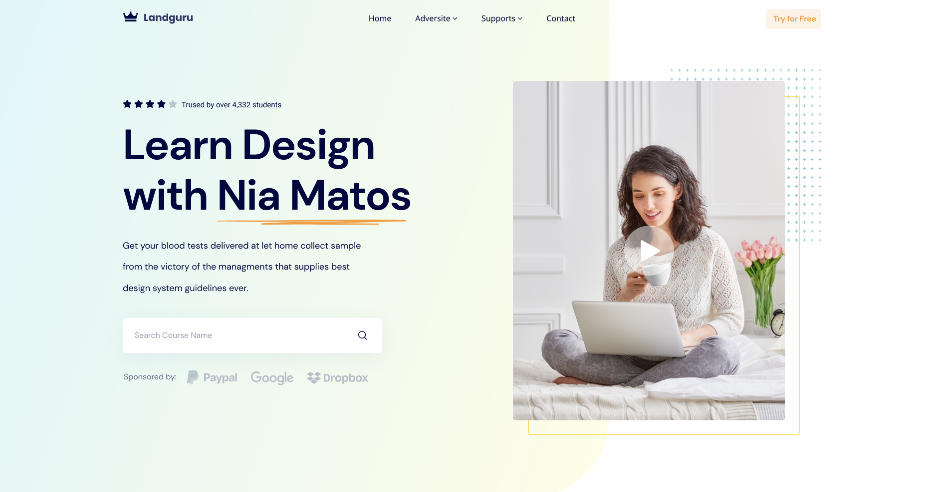 Landguru
Home Adversite Supports Contact
Try for Free
Trused by over 4,332 students
Learn Design
with Nia Matos
Get your blood tests delivered at let home collect sample
from the victory of the managments that supplies best
design system guidelines ever.
Search Course Name
Sponsored by: Paypal Google Dropbox